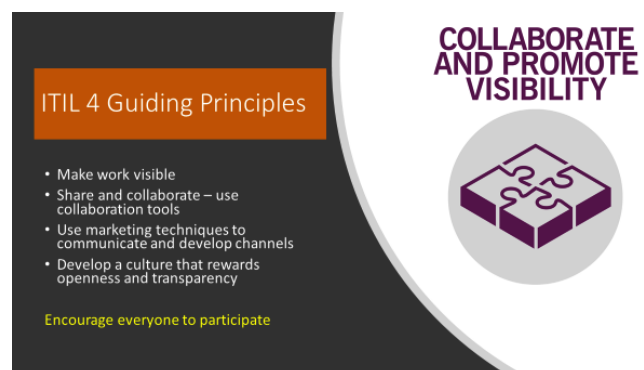 ITIL 4 Guiding Principles
• Make work visible
• Share and collaborate – use
collaboration tools
• Use marketing techniques to
communicate and develop channels
• Develop a culture that rewards
openness and transparency
Encourage everyone to participate
COLLABORATE
AND PROMOTE
VISIBILITY